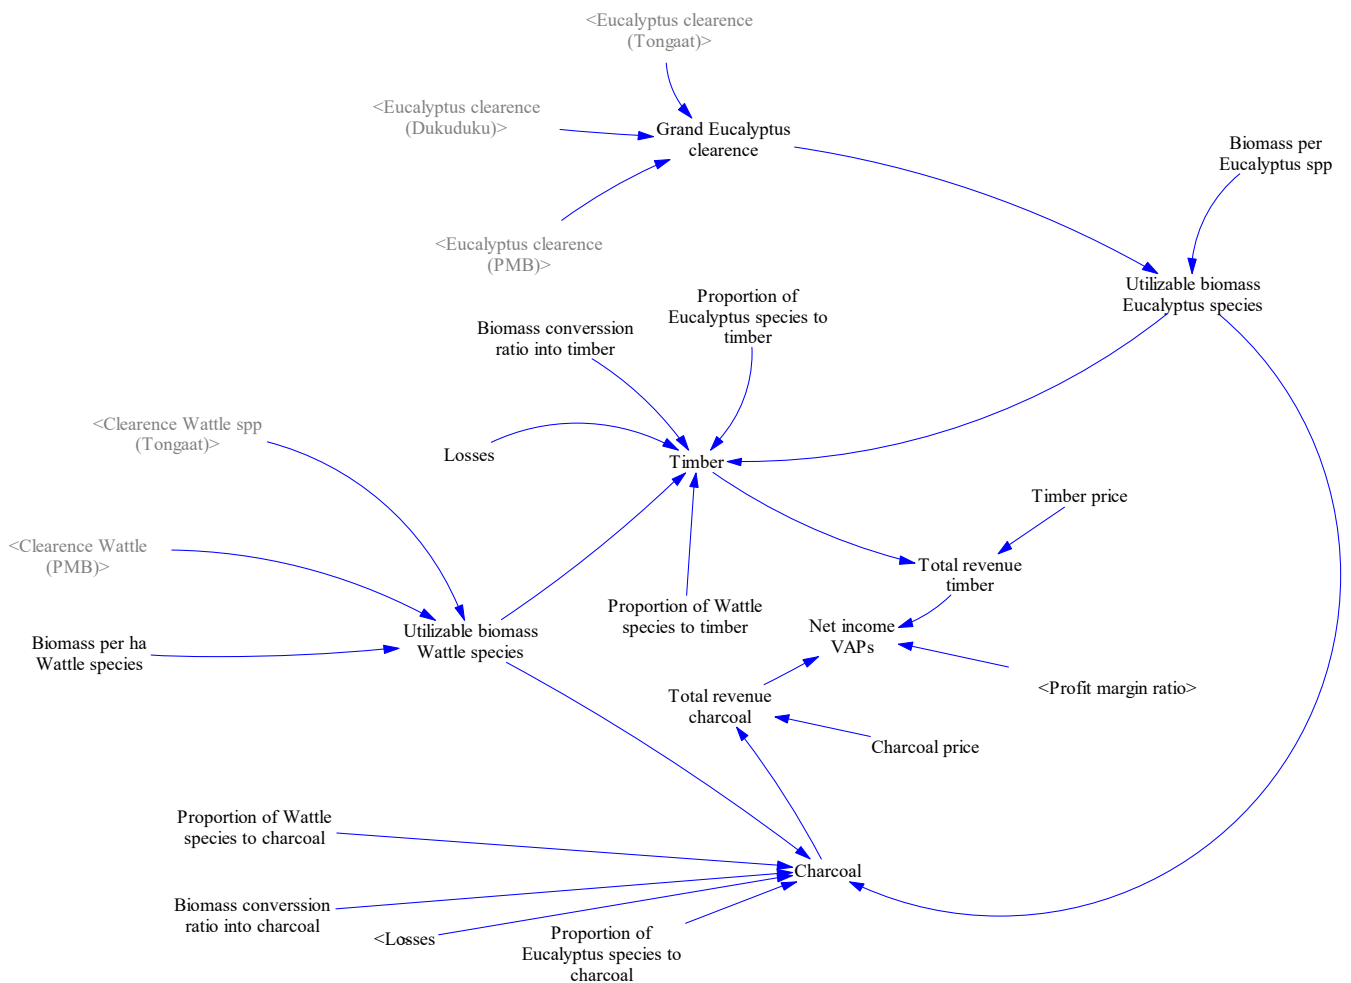 <Eucalyptus clearence
(Tongaat)>
<Eucalyptus clearence
(Dukuduku)>
Grand Eucalyptus
clearence
Biomass per
Eucalyptus spp
<Eucalyptus clearence
(PMB)>
Utilizable biomass
Eucalyptus species
Proportion of
Eucalyptus species to
timber
Biomass converssion
ratio into timber
<Clearence Wattle spp
(Tongaat)>
Losses
Timber
Timber price
<Clearence Wattle
(PMB)>
Total revenue
timber
Proportion of Wattle
species to timber
Net income
VAPs
Utilizable biomass
Wattle species
Biomass per ha
Wattle species
<Profit margin ratio>
Total revenue
charcoal
Charcoal price
Proportion of Wattle
species to charcoal
Charcoal
Biomass converssion
ratio into charcoal
<Losses
Proportion of
Eucalyptus species to
charcoal